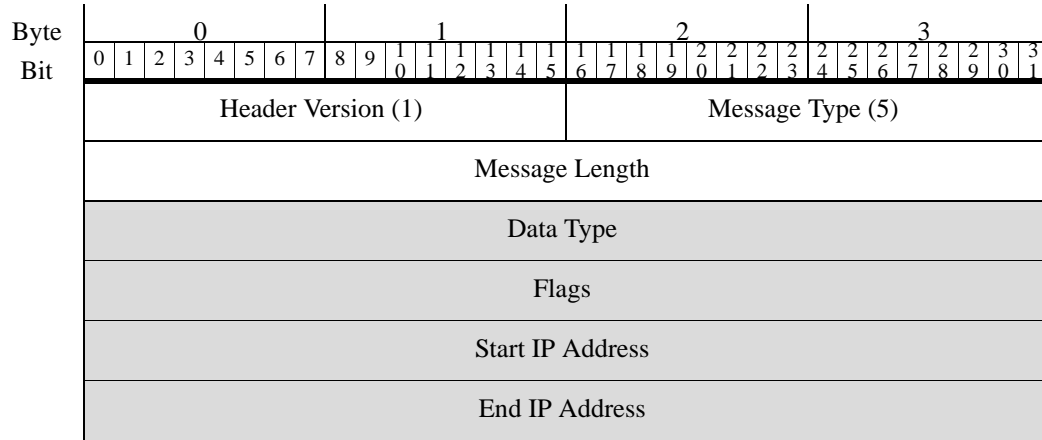 Byte 0 1 2 3
Bit 0 1 2 3 4 5 6 7 8 9 10 11 12 13 14 15 16 17 18 19 20 21 22 23 24 25 26 27 28 29 30 31
Header Version (1) Message Type (5)
Message Length
Data Type
Flags
Start IP Address
End IP Address